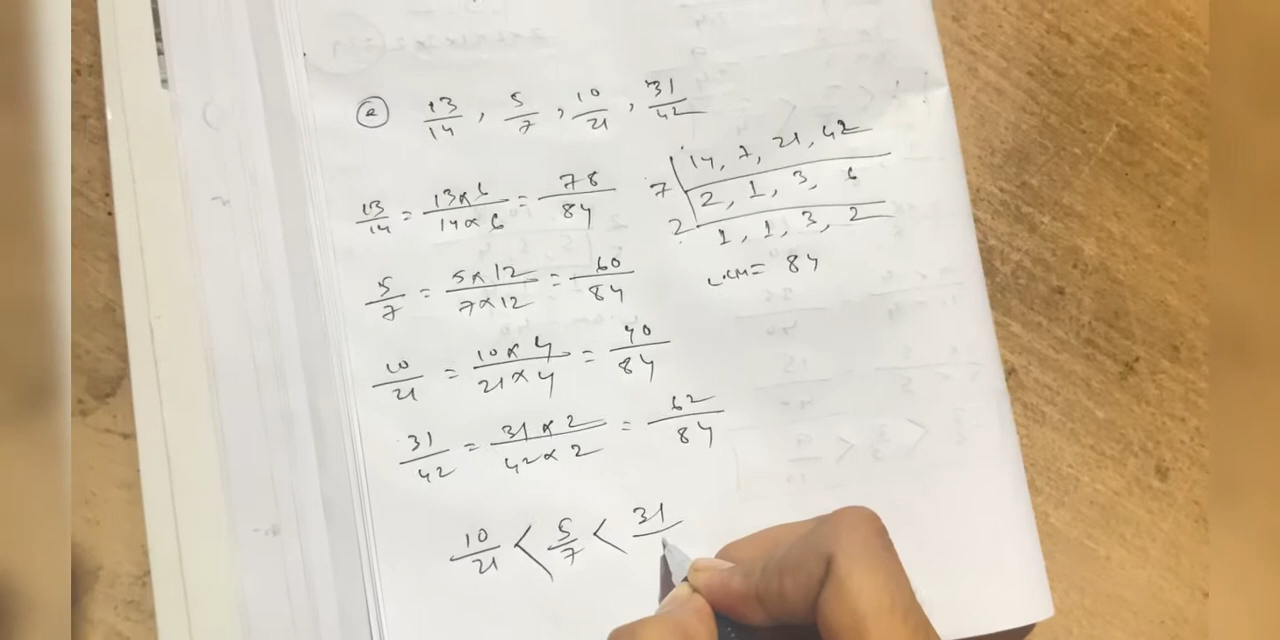 (a) 13/14, 5/7, 10/21, 31/42
7 | 14, 7, 21, 42
2 | 2, 1, 3, 6
1, 1, 3, 2
LCM = 84
13/14 = 13×6/14×6 = 78/84
5/7 = 5×12/7×12 = 60/84
10/21 = 10×4/21×4 = 40/84
31/42 = 31×2/42×2 = 62/84
10/21 < 5/7 < 31/